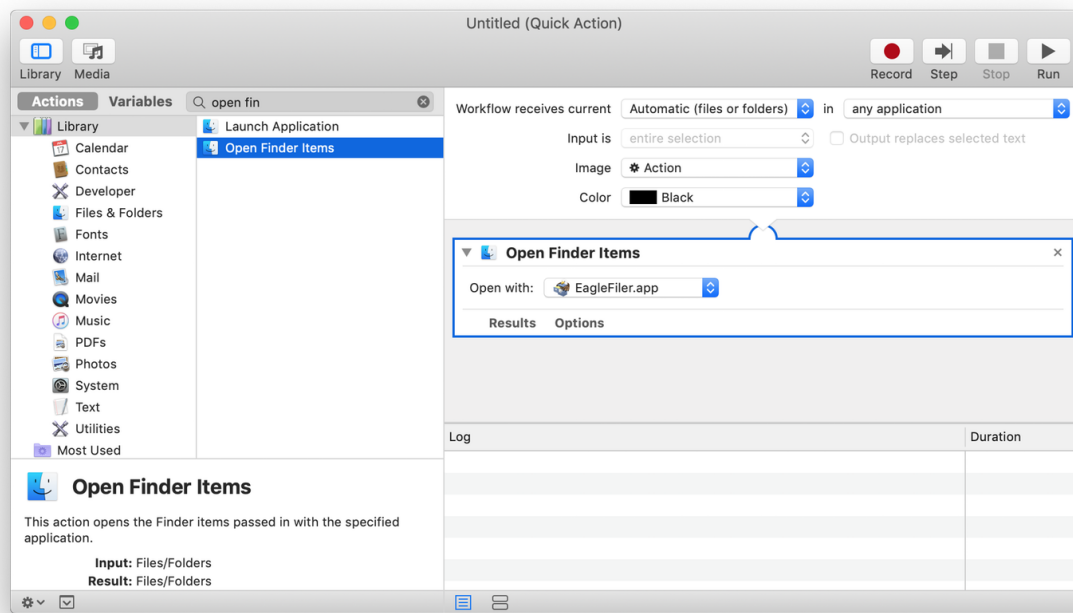 Untitled (Quick Action)
Library Media
Record Step Stop Run
Actions Variables open fin
Workflow receives current Automatic (files or folders) in any application
Input is entire selection Output replaces selected text
Image Action
Color Black
Library
Calendar
Contacts
Developer
Files & Folders
Fonts
Internet
Mail
Movies
Music
PDFs
Photos
System
Text
Utilities
Most Used
Launch Application
Open Finder Items
Open Finder Items
Open with: EagleFiler.app
Results Options
Log Duration
Open Finder Items
This action opens the Finder items passed in with the specified
application.
Input: Files/Folders
Result: Files/Folders